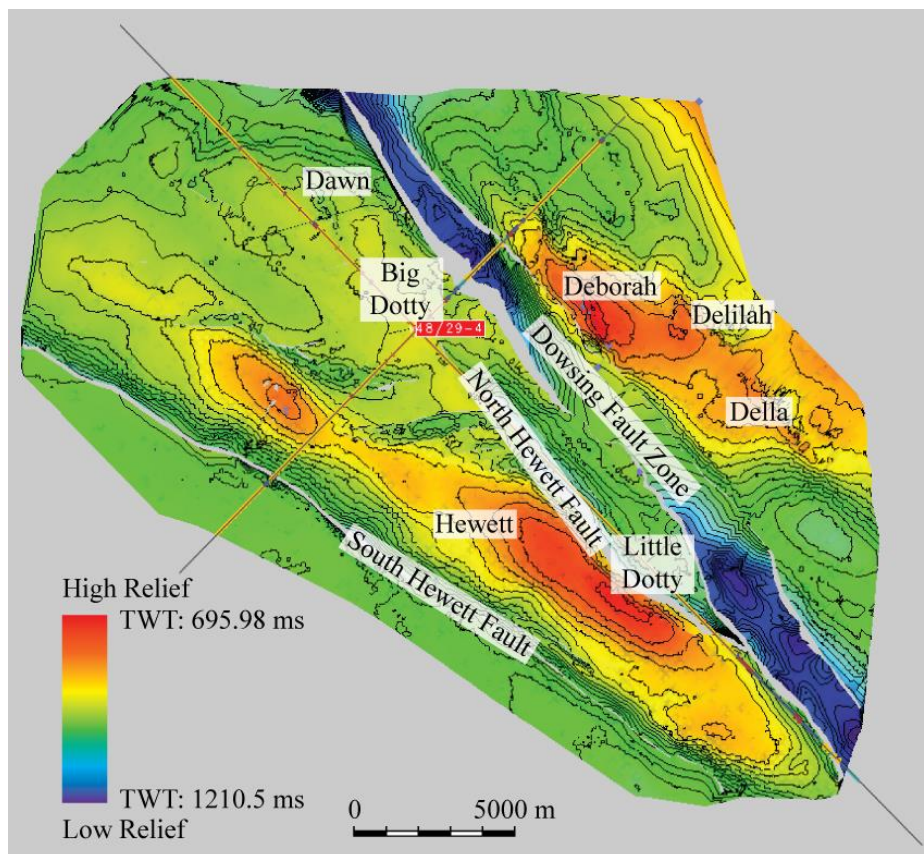 Dawn
Big
Dotty
48/29-4
Deborah
Delilah
Dowsing Fault Zone
Della
North Hewett Fault
Hewett
Little
Dotty
South Hewett Fault
High Relief
TWT: 695.98 ms
TWT: 1210.5 ms
Low Relief
0 5000 m